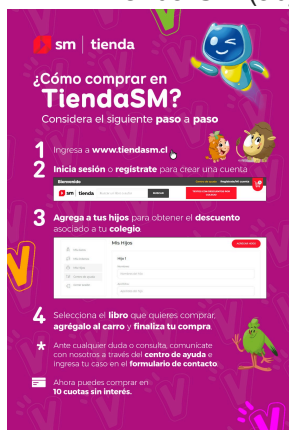 sm | tienda
¿Cómo comprar en
TiendaSM?
Considera el siguiente paso a paso
1 Ingresa a www.tiendasm.cl
2 Inicia sesión o regístrate para crear una cuenta
Bienvenido
sm | tienda
BUSCAR
3 Agrega a tus hijos para obtener el descuento
asociado a tu colegio.
Mis Hijos
Hijo 1
4 Selecciona el libro que quieres comprar,
agrégalo al carro y finaliza tu compra.
* Ante cualquier duda o consulta, comunícate
con nosotros a través del centro de ayuda e
ingresa tu caso en el formulario de contacto.
Ahora puedes comprar en
10 cuotas sin interés.